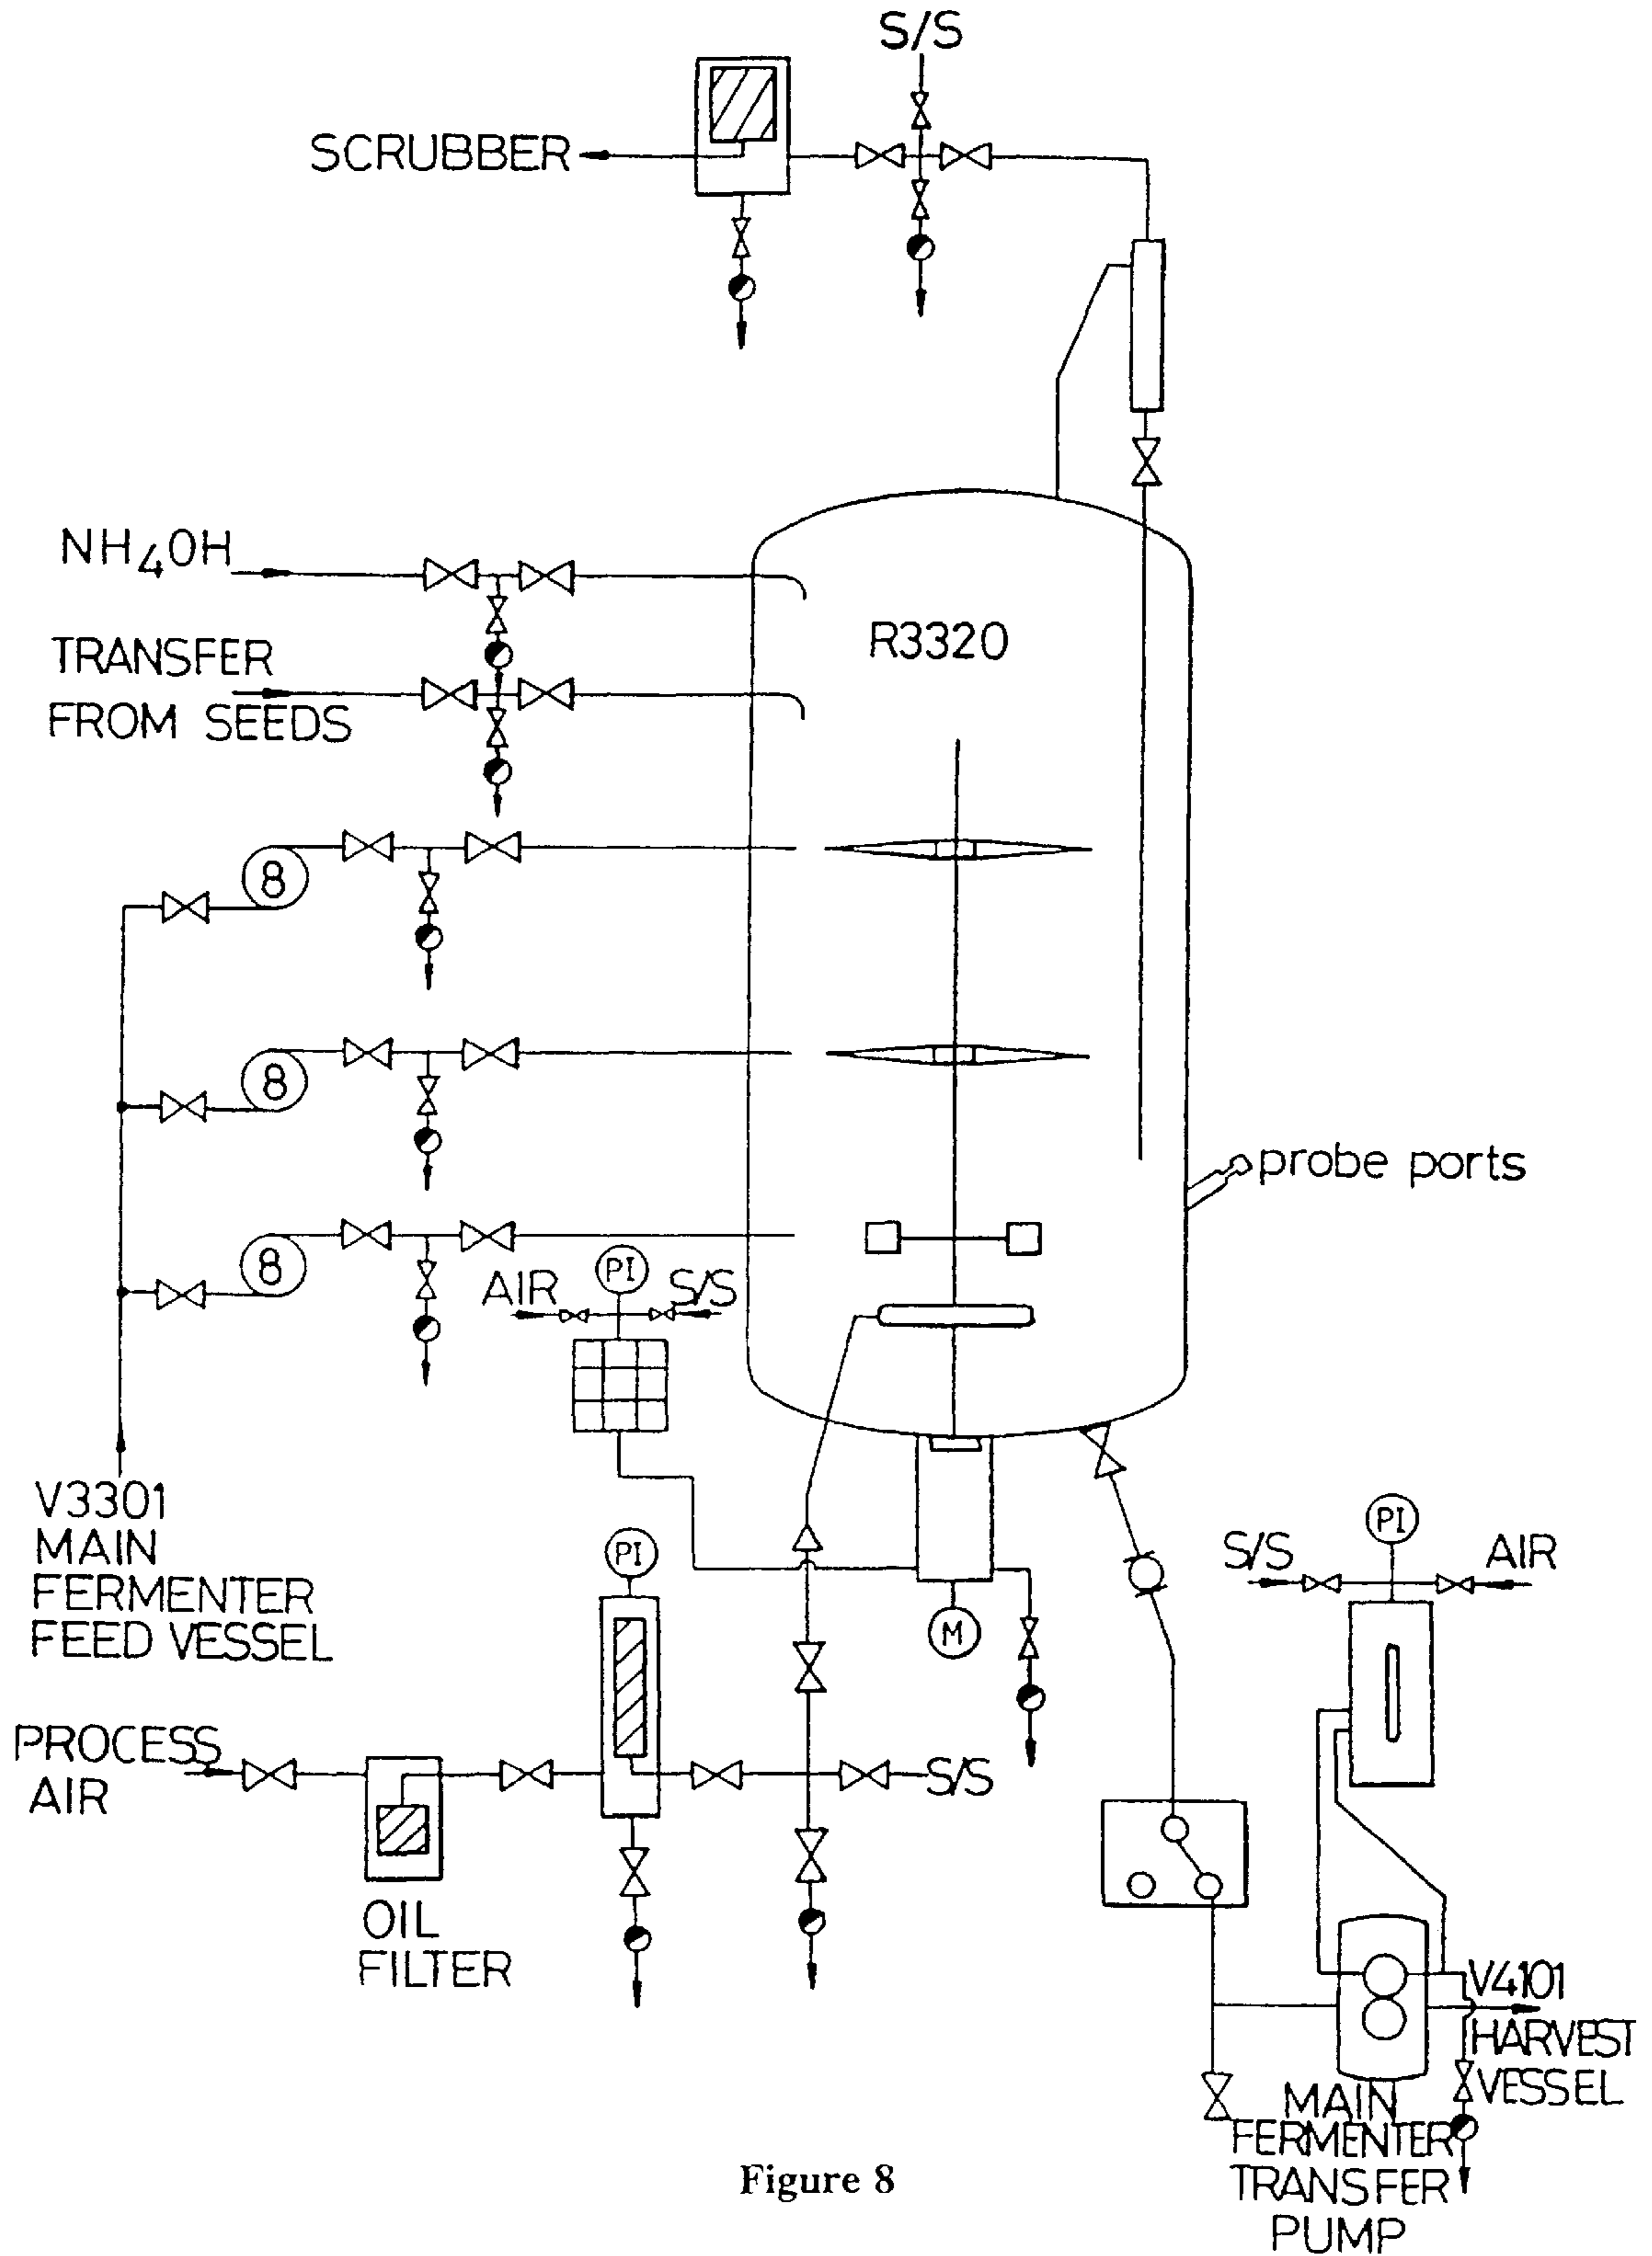 S/S
SCRUBBER
NH4OH
TRANSFER
FROM SEEDS
R3320
8
8
probe ports
8
PI
AIR
S/S
V3301
MAIN
FERMENTER
FEED VESSEL
PI
M
PI
S/S
AIR
PROCESS
AIR
S/S
OIL
FILTER
V4101
HARVEST
VESSEL
MAIN
FERMENTER
TRANSFER
PUMP
Figure 8